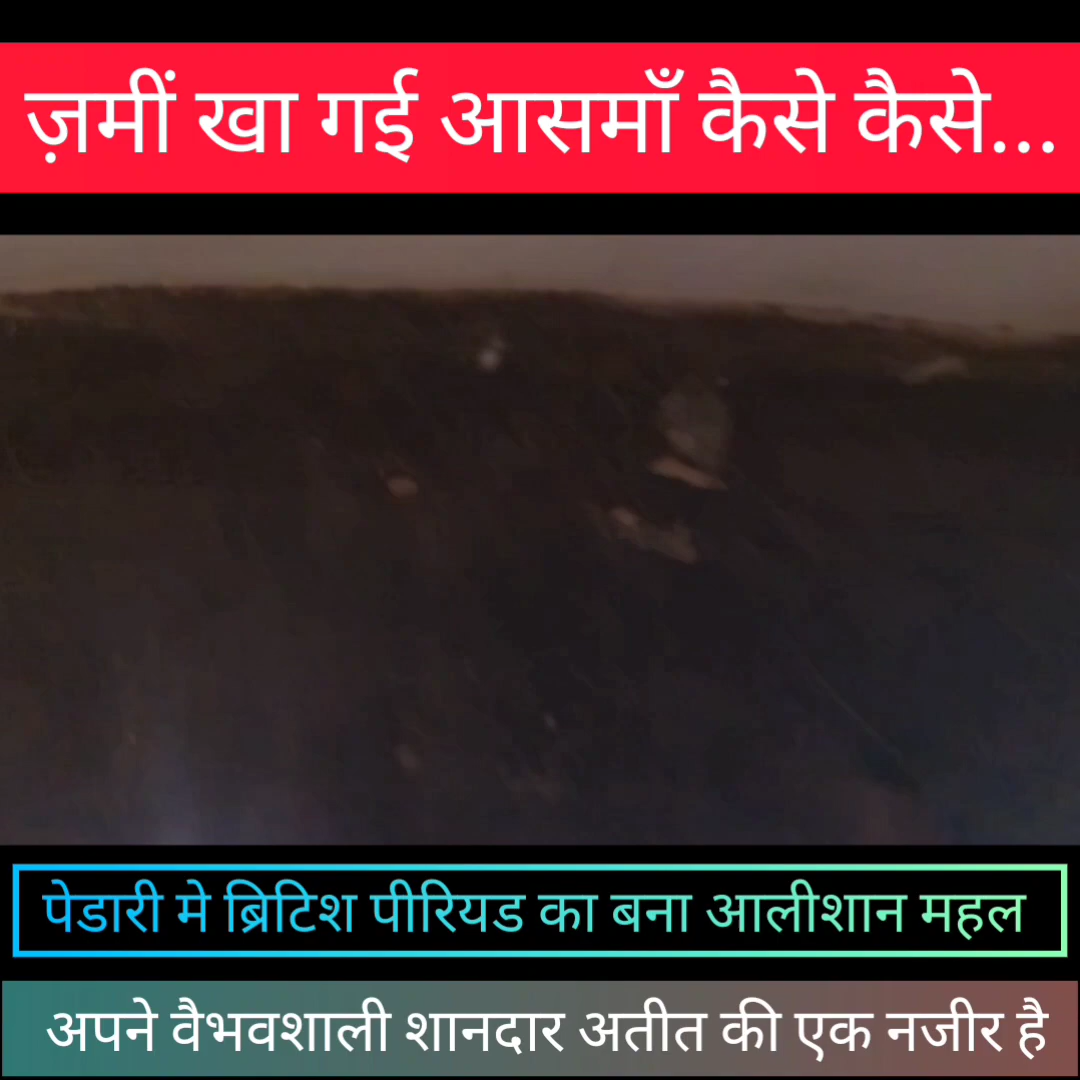 ज़मीं खा गई आसमाँ कैसे कैसे...
पेडारी मे ब्रिटिश पीरियड का बना आलीशान महल
अपने वैभवशाली शानदार अतीत की एक नजीर है